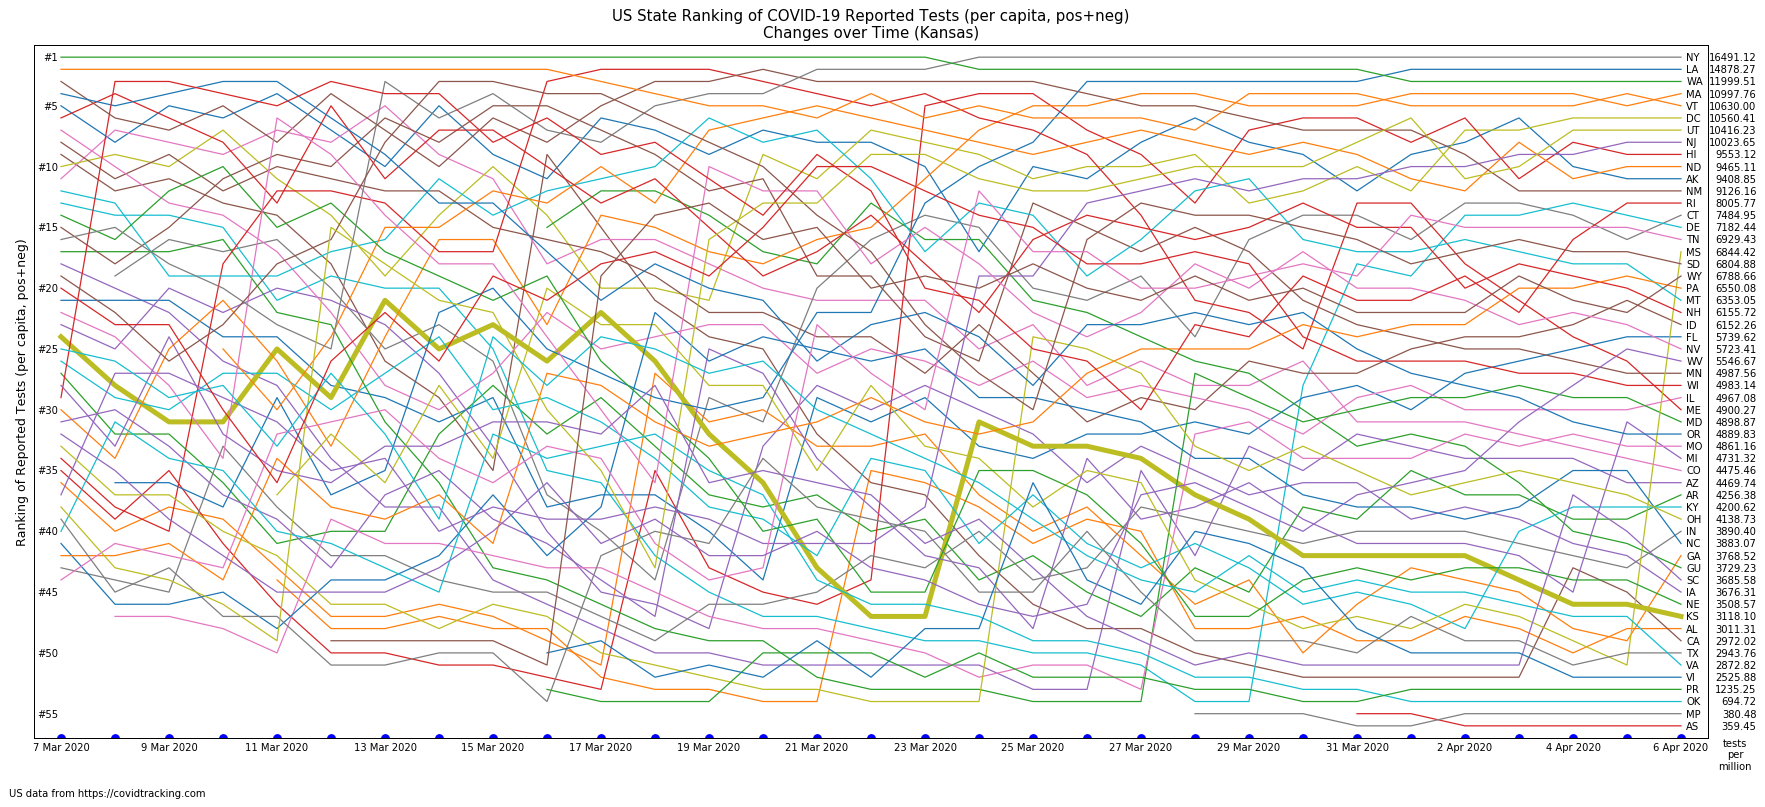 US State Ranking of COVID-19 Reported Tests (per capita, pos+neg)
Changes over Time (Kansas)
Ranking of Reported Tests (per capita, pos+neg)
#1
#5
#10
#15
#20
#25
#30
#35
#40
#45
#50
#55
NY 16491.12
LA 14878.27
WA 11999.51
MA 10997.76
VT 10630.00
DC 10560.41
UT 10416.23
NJ 10023.65
HI 9553.12
ND 9465.11
AK 9408.85
NM 9126.16
RI 8005.77
CT 7484.95
DE 7182.44
TN 6929.43
MS 6844.42
SD 6804.88
WY 6788.66
PA 6550.08
MT 6353.05
NH 6155.72
ID 6152.26
FL 5739.62
NV 5723.41
WV 5546.67
MN 4987.56
WI 4983.14
IL 4967.08
ME 4900.27
MD 4898.87
OR 4889.83
MO 4861.16
MI 4731.32
CO 4475.46
AZ 4469.74
AR 4256.38
KY 4200.62
OH 4138.73
IN 3890.40
NC 3883.07
GA 3768.52
GU 3729.23
SC 3685.58
IA 3676.31
NE 3508.57
KS 3118.10
AL 3011.31
CA 2972.02
TX 2943.76
VA 2872.82
VI 2525.88
PR 1235.25
OK 694.72
MP 380.48
AS 359.45
7 Mar 2020 9 Mar 2020 11 Mar 2020 13 Mar 2020 15 Mar 2020 17 Mar 2020 19 Mar 2020 21 Mar 2020 23 Mar 2020 25 Mar 2020 27 Mar 2020 29 Mar 2020 31 Mar 2020 2 Apr 2020 4 Apr 2020 6 Apr 2020
tests
per
million
US data from https://covidtracking.com